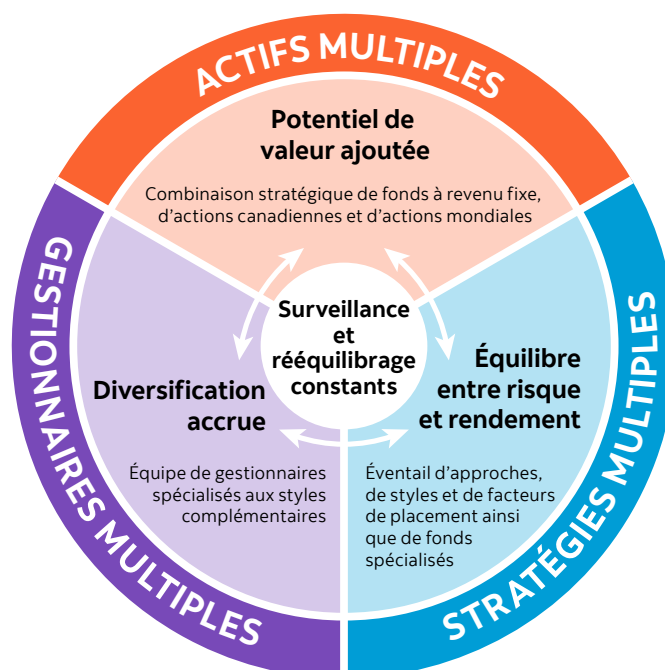 ACTIFS MULTIPLES
Potentiel de
valeur ajoutée
Combinaison stratégique de fonds à revenu fixe,
d'actions canadiennes et d'actions mondiales
GESTIONNAIRES MULTIPLES
Diversification
accrue
Équipe de gestionnaires
spécialisés aux styles
complémentaires
Surveillance
et
rééquilibrage
constants
STRATÉGIES MULTIPLES
Équilibre
entre risque
et rendement
Éventail d'approches,
de styles et de facteurs
de placement ainsi
que de fonds
spécialisés